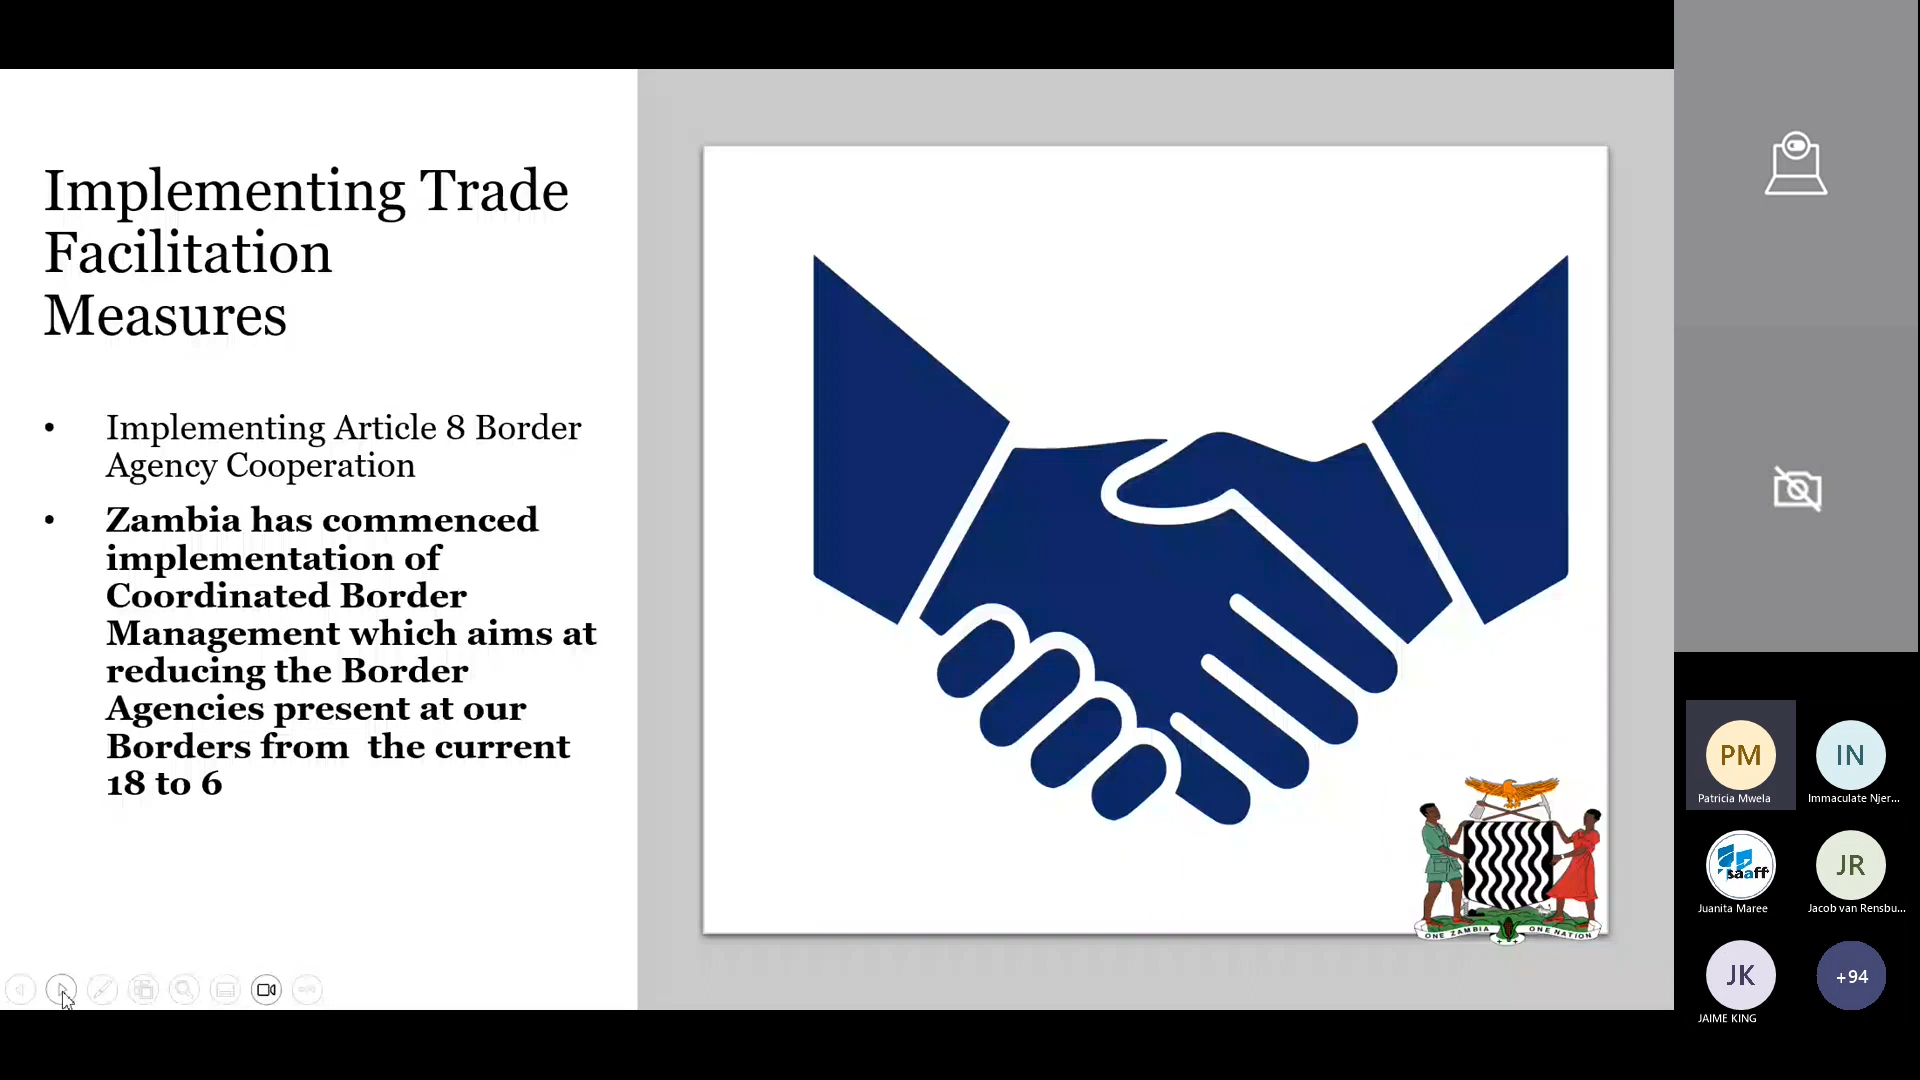 Implementing Trade
Facilitation
Measures
• Implementing Article 8 Border
Agency Cooperation
• Zambia has commenced
implementation of
Coordinated Border
Management which aims at
reducing the Border
Agencies present at our
Borders from the current
18 to 6
ONE ZAMBIA ONE NATION
PM
Patricia Mwela
IN
Immaculate Njer...
saaff
Juanita Maree
JR
Jacob van Rensbu...
JK
JAIME KING
+94